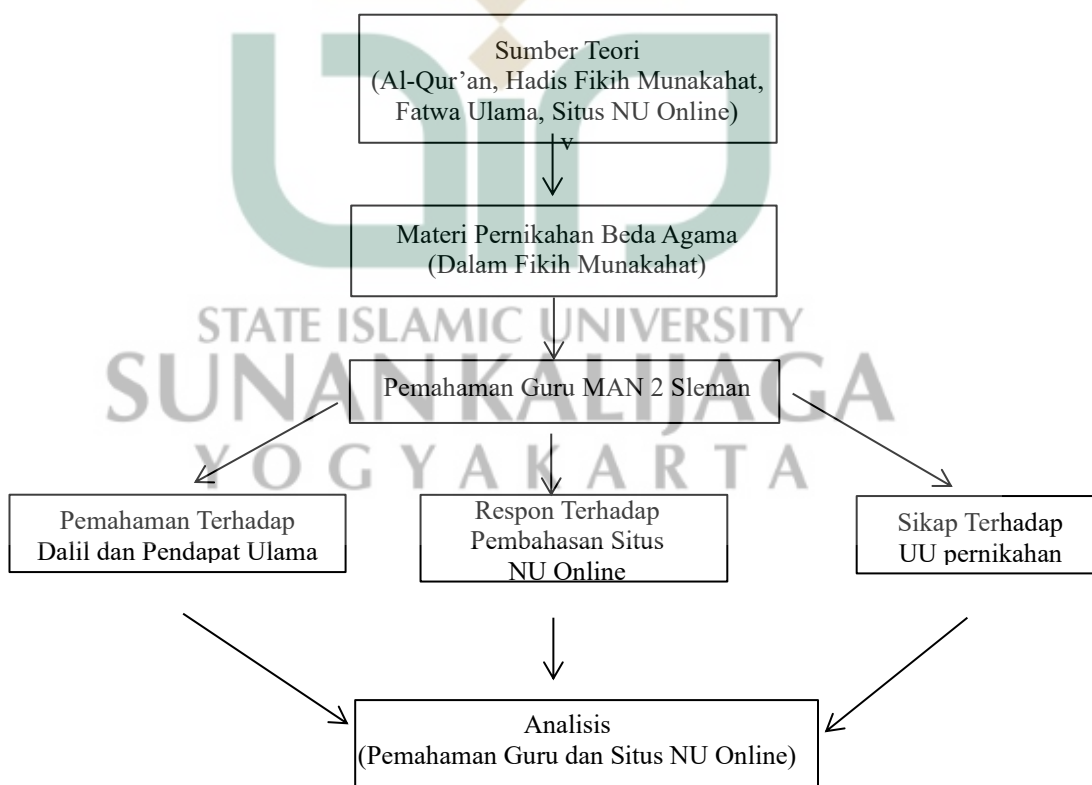 Sumber Teori
(Al-Qur’an, Hadis Fikih Munakahat,
Fatwa Ulama, Situs NU Online)
v
Materi Pernikahan Beda Agama
(Dalam Fikih Munakahat)
STATE ISLAMIC UNIVERSITY
SUNAN KALIJAGA
YOGYAKARTA
Pemahaman Guru MAN 2 Sleman
Pemahaman Terhadap
Dalil dan Pendapat Ulama
Respon Terhadap
Pembahasan Situs
NU Online
Sikap Terhadap
UU pernikahan
Analisis
(Pemahaman Guru dan Situs NU Online)